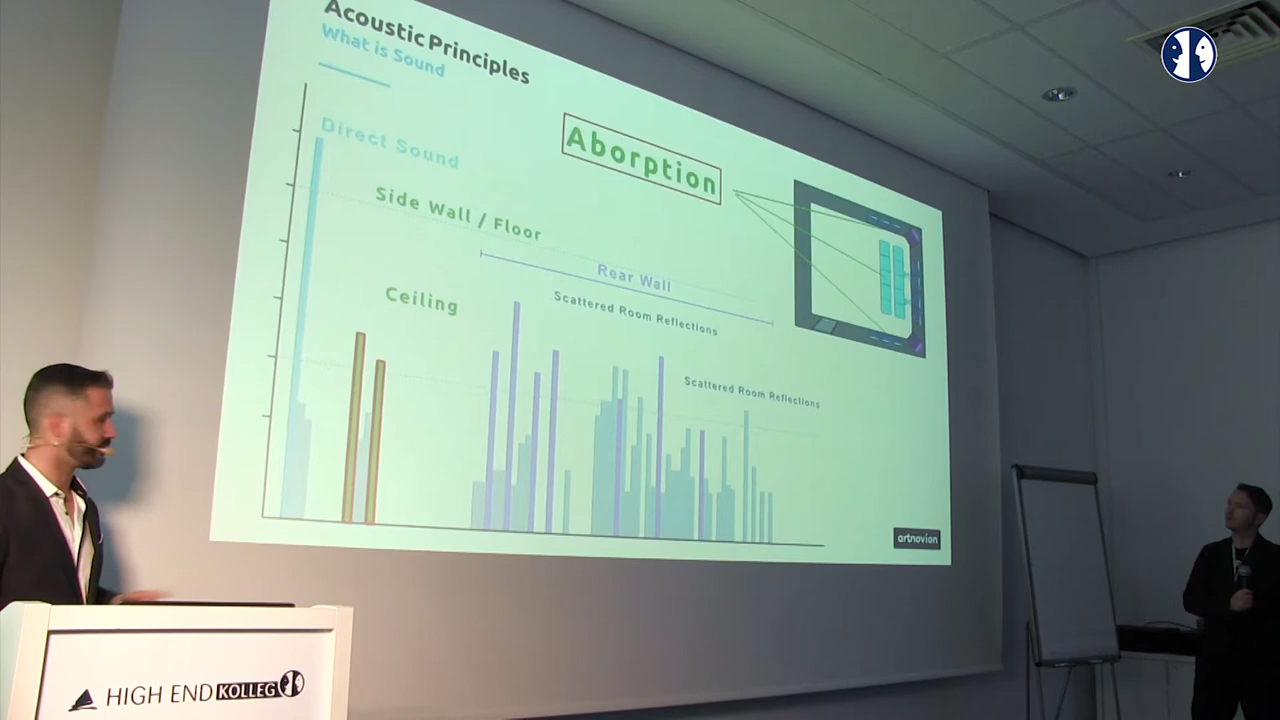 Acoustic Principles
What is Sound
Direct Sound
Aborption
Side Wall / Floor
Rear Wall
Ceiling
Scattered Room Reflections
Scattered Room Reflections
artnovion
HIGH END KOLLEG